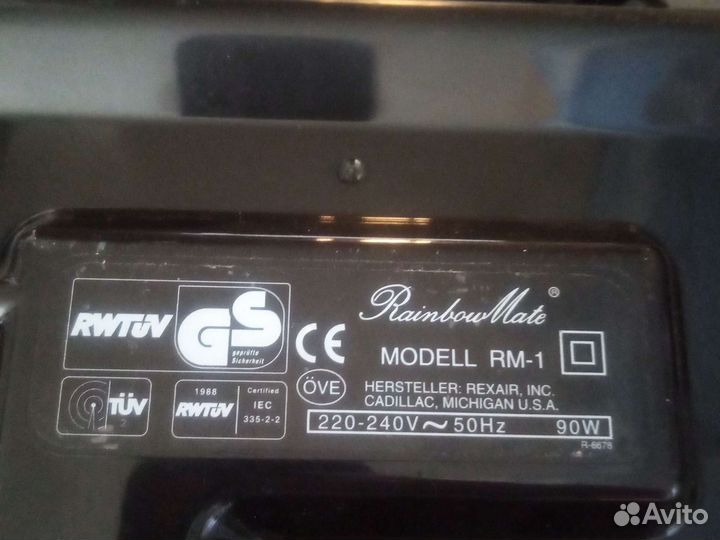 RWTÜV
GS
geprüfte
Sicherheit
CE
RainbowMate®
MODELL RM-1
TÜV
2
1988
Certified
RWTÜV
IEC
335-2-2
ÖVE
HERSTELLER: REXAIR, INC.
CADILLAC, MICHIGAN U.S.A.
220-240V~50Hz 90W
R-6676
Avito